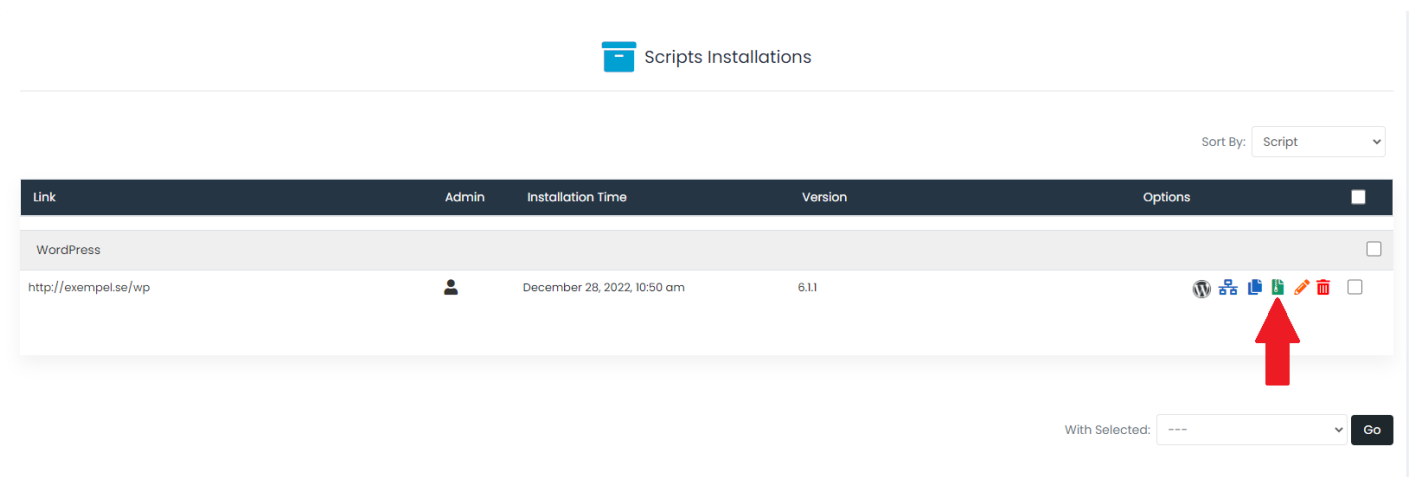 Scripts Installations
Sort By: Script
Link Admin Installation Time Version Options
WordPress
http://exempel.se/wp December 28, 2022, 10:50 am 6.1.1
With Selected: --- Go